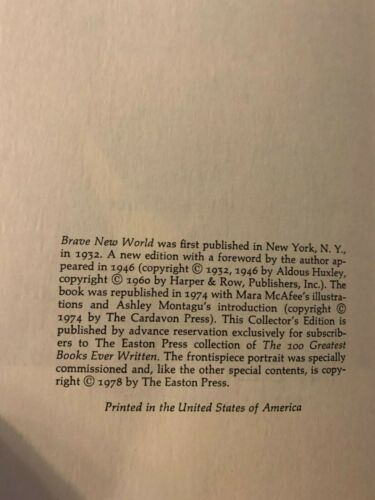 Brave New World was first published in New York, N. Y.,
in 1932. A new edition with a foreword by the author ap-
peared in 1946 (copyright © 1932, 1946 by Aldous Huxley,
copyright © 1960 by Harper & Row, Publishers, Inc.). The
book was republished in 1974 with Mara McAfee's illustra-
tions and Ashley Montagu's introduction (copyright ©
1974 by The Cardavon Press). This Collector's Edition is
published by advance reservation exclusively for subscrib-
ers to The Easton Press collection of The 100 Greatest
Books Ever Written. The frontispiece portrait was specially
commissioned and, like the other special contents, is copy-
right © 1978 by The Easton Press.
Printed in the United States of America